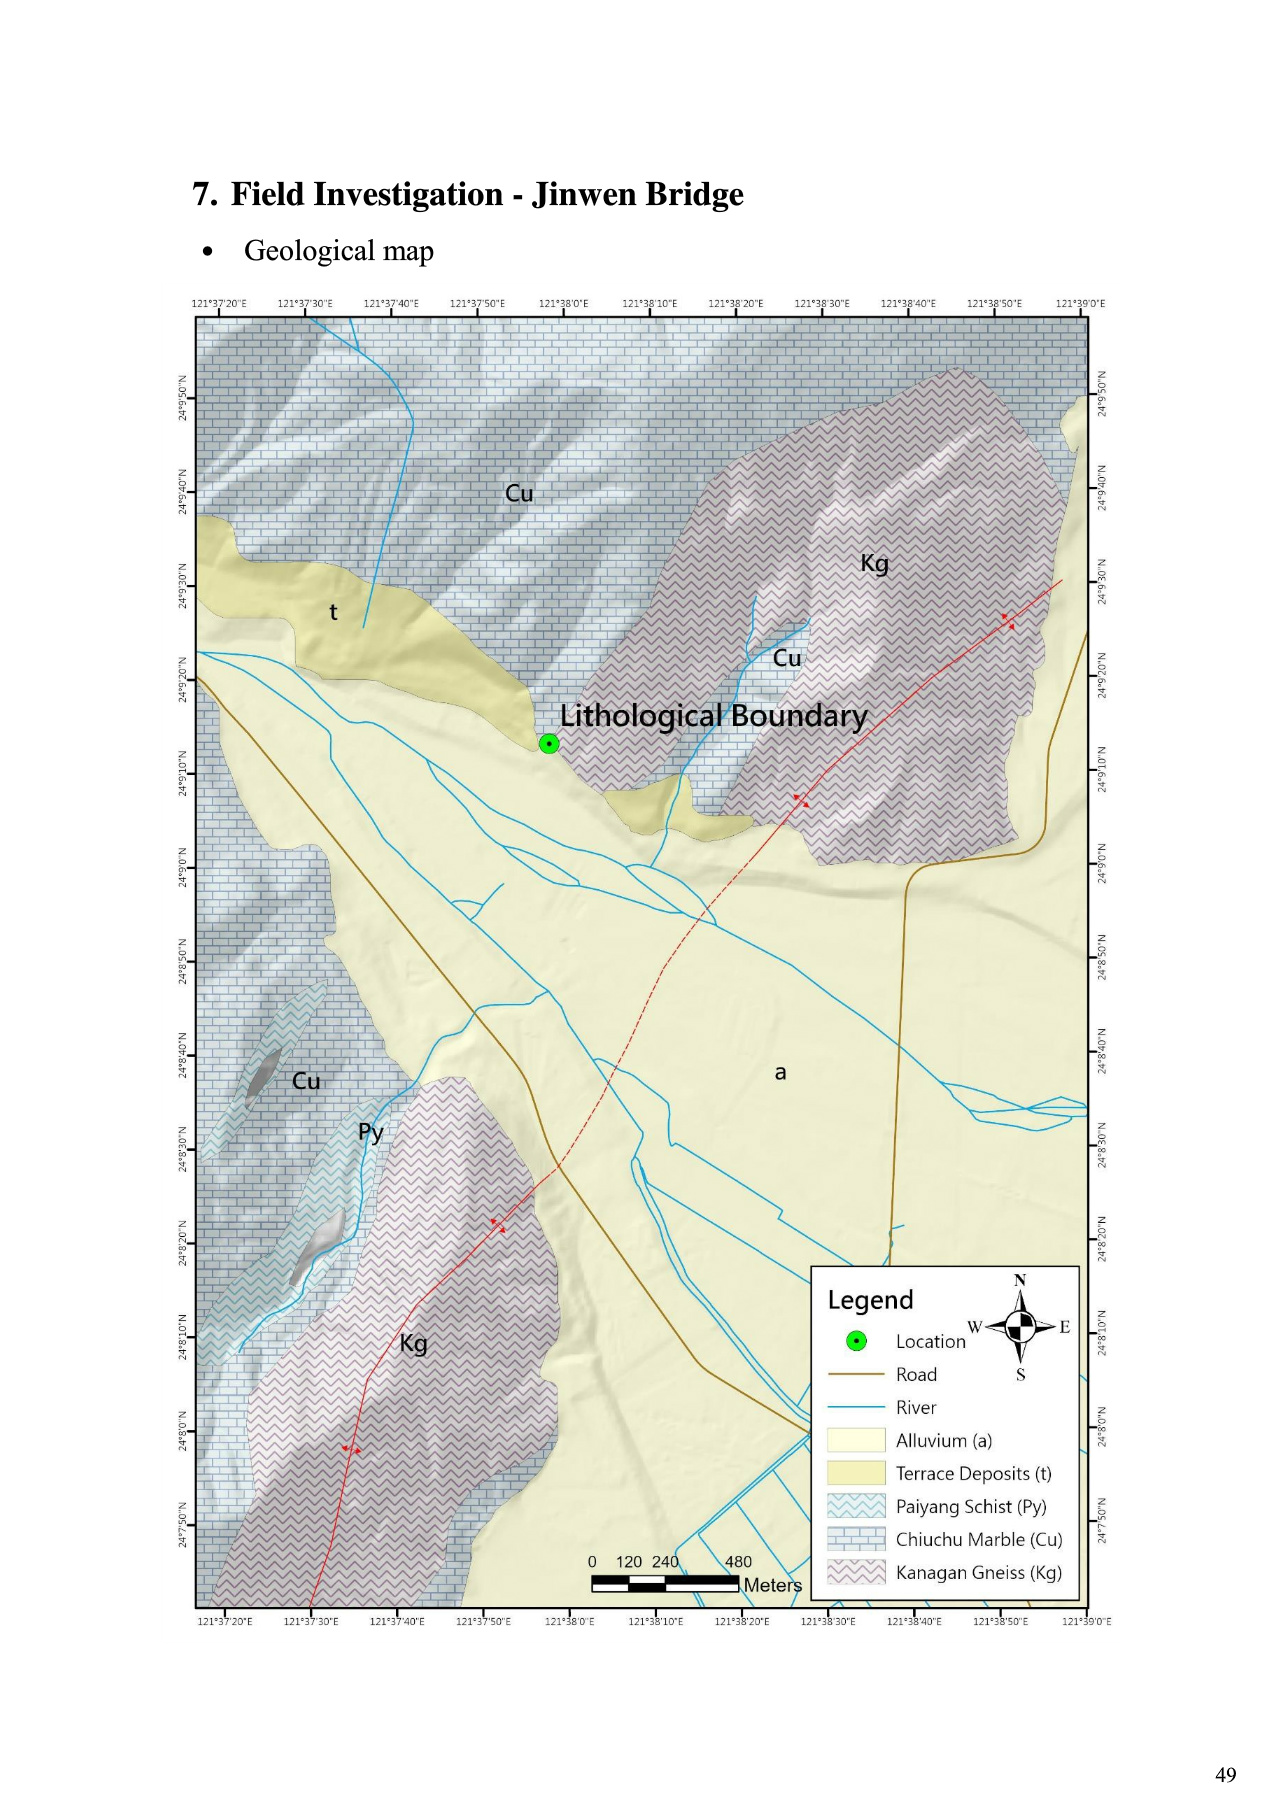 7. Field Investigation - Jinwen Bridge
• Geological map
121°37'20"E 121°37'30"E 121°37'40"E 121°37'50"E 121°38'0"E 121°38'10"E 121°38'20"E 121°38'30"E 121°38'40"E 121°38'50"E 121°39'0"E
24°9'50"N 24°9'50"N
24°9'40"N 24°9'40"N
Cu
Kg
24°9'30"N 24°9'30"N
t
Cu
24°9'20"N 24°9'20"N
Lithological Boundary
24°9'10"N 24°9'10"N
24°9'0"N 24°9'0"N
24°8'50"N 24°8'50"N
24°8'40"N 24°8'40"N
a
Cu
Py
24°8'30"N 24°8'30"N
24°8'20"N 24°8'20"N
24°8'10"N 24°8'10"N
Kg
24°8'0"N 24°8'0"N
24°7'50"N 24°7'50"N
Legend
N
W E
S
Location
Road
River
Alluvium (a)
Terrace Deposits (t)
Paiyang Schist (Py)
Chiuchu Marble (Cu)
Kanagan Gneiss (Kg)
0 120 240 480
Meters
121°37'20"E 121°37'30"E 121°37'40"E 121°37'50"E 121°38'0"E 121°38'10"E 121°38'20"E 121°38'30"E 121°38'40"E 121°38'50"E 121°39'0"E
49